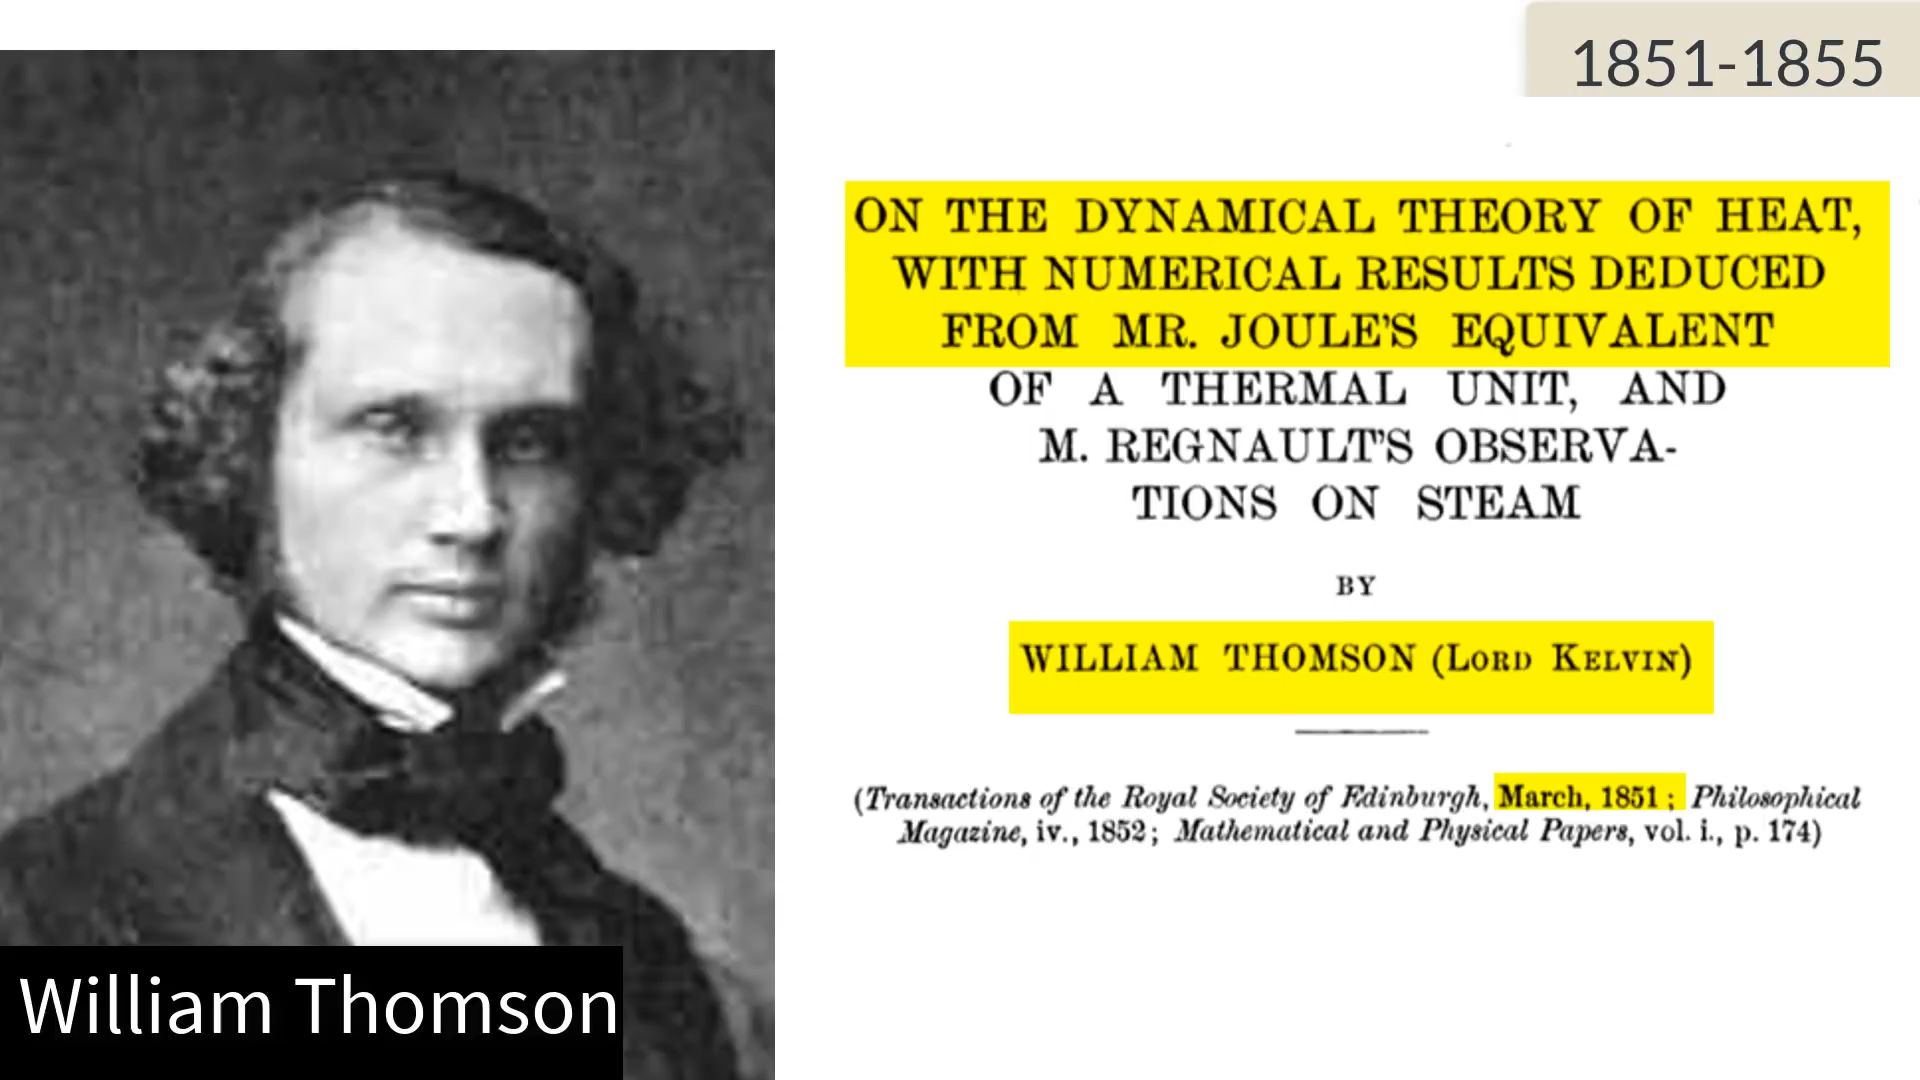 1851-1855
ON THE DYNAMICAL THEORY OF HEAT,
WITH NUMERICAL RESULTS DEDUCED
FROM MR. JOULE'S EQUIVALENT
OF A THERMAL UNIT, AND
M. REGNAULT'S OBSERVA-
TIONS ON STEAM
BY
WILLIAM THOMSON (LORD KELVIN)
(Transactions of the Royal Society of Edinburgh, March, 1851; Philosophical
Magazine, iv., 1852; Mathematical and Physical Papers, vol. i., p. 174)
William Thomson